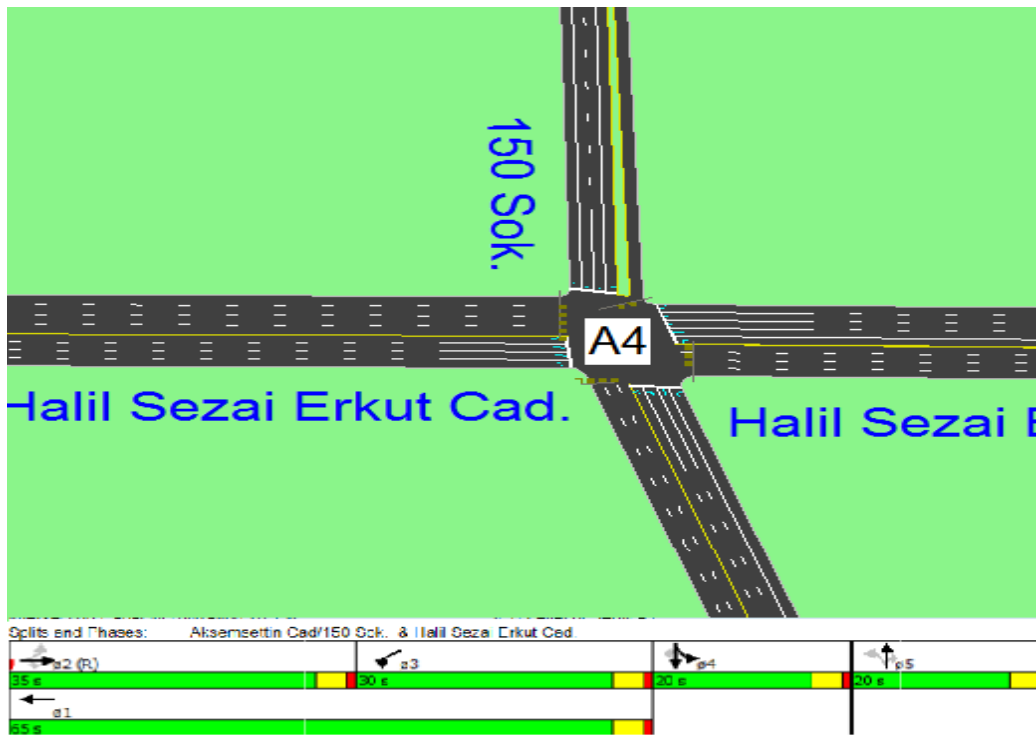 150 Sok.
A4
Halil Sezai Erkut Cad.
Halil Sezai E
Splits and Phases: Aksemsettin Cad/150 Sok. & Halil Sezai Erkut Cad.
ø2 (R) ø3 ø4 ø5
35 s 30 s 20 s 20 s
ø1
65 s